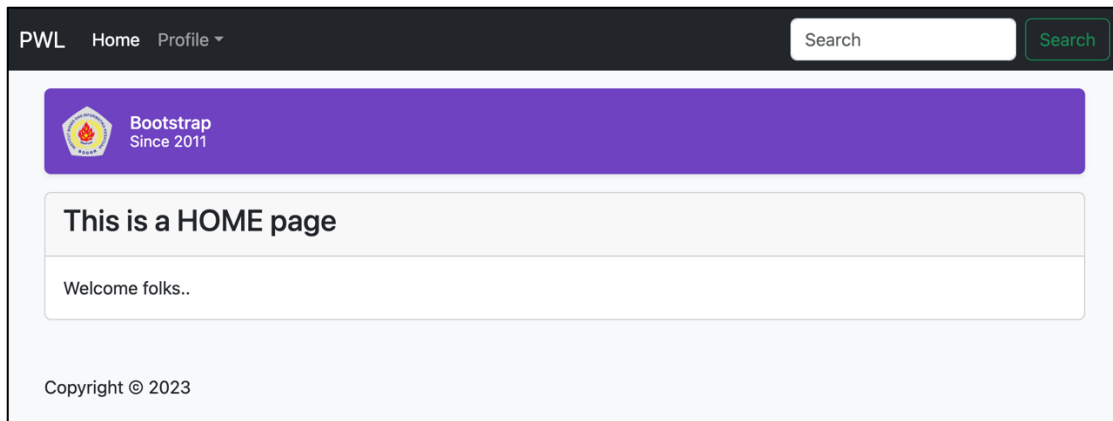 PWL Home Profile Search Search
Bootstrap
Since 2011
This is a HOME page
Welcome folks..
Copyright © 2023